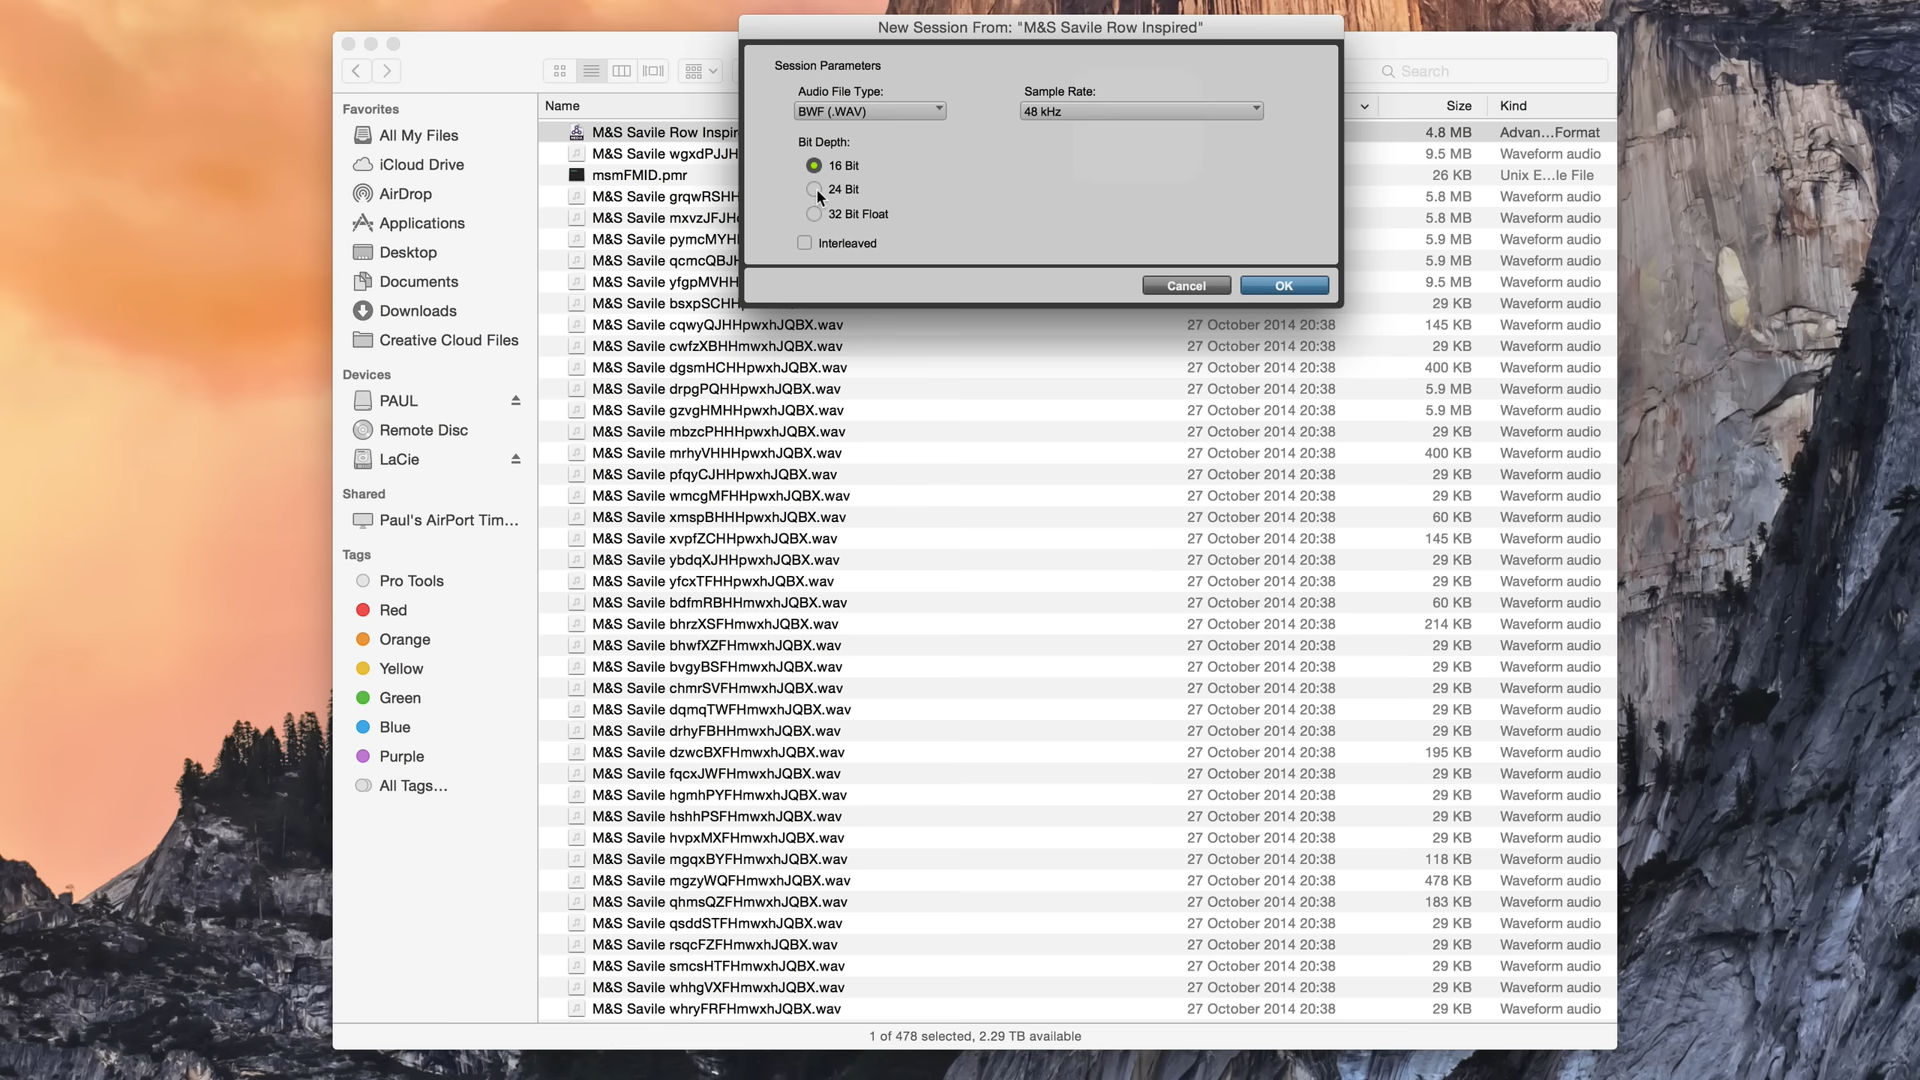 New Session From: "M&S Savile Row Inspired"
Session Parameters
Audio File Type:
BWF (.WAV)
Sample Rate:
48 kHz
Bit Depth:
16 Bit
24 Bit
32 Bit Float
Interleaved
Cancel
OK
Search
Favorites
All My Files
iCloud Drive
AirDrop
Applications
Desktop
Documents
Downloads
Creative Cloud Files
Devices
PAUL
Remote Disc
LaCie
Shared
Paul's AirPort Tim...
Tags
Pro Tools
Red
Orange
Yellow
Green
Blue
Purple
All Tags...
Name Size Kind
M&S Savile Row Inspir 4.8 MB Advan...Format
M&S Savile wgxdPJJH 9.5 MB Waveform audio
msmFMID.pmr 26 KB Unix E...le File
M&S Savile grqwRSHH 5.8 MB Waveform audio
M&S Savile mxvzJFJH 5.8 MB Waveform audio
M&S Savile pymcMYH 5.9 MB Waveform audio
M&S Savile qcmcQBJH 5.9 MB Waveform audio
M&S Savile yfgpMVHH 9.5 MB Waveform audio
M&S Savile bsxpSCHH 29 KB Waveform audio
M&S Savile cqwyQJHHpwxhJQBX.wav 27 October 2014 20:38 145 KB Waveform audio
M&S Savile cwfzXBHHmwxhJQBX.wav 27 October 2014 20:38 29 KB Waveform audio
M&S Savile dgsmHCHHpwxhJQBX.wav 27 October 2014 20:38 400 KB Waveform audio
M&S Savile drpgPQHHpwxhJQBX.wav 27 October 2014 20:38 5.9 MB Waveform audio
M&S Savile gzvgHMHHpwxhJQBX.wav 27 October 2014 20:38 5.9 MB Waveform audio
M&S Savile mbzcPHHHpwxhJQBX.wav 27 October 2014 20:38 29 KB Waveform audio
M&S Savile mrhyVHHHpwxhJQBX.wav 27 October 2014 20:38 400 KB Waveform audio
M&S Savile pfqyCJHHpwxhJQBX.wav 27 October 2014 20:38 29 KB Waveform audio
M&S Savile wmcgMFHHpwxhJQBX.wav 27 October 2014 20:38 29 KB Waveform audio
M&S Savile xmspBHHHpwxhJQBX.wav 27 October 2014 20:38 60 KB Waveform audio
M&S Savile xvpfZCHHpwxhJQBX.wav 27 October 2014 20:38 145 KB Waveform audio
M&S Savile ybdqXJHHpwxhJQBX.wav 27 October 2014 20:38 29 KB Waveform audio
M&S Savile yfcxTFHHpwxhJQBX.wav 27 October 2014 20:38 29 KB Waveform audio
M&S Savile bdfmRBHHmwxhJQBX.wav 27 October 2014 20:38 60 KB Waveform audio
M&S Savile bhrzXSFHmwxhJQBX.wav 27 October 2014 20:38 214 KB Waveform audio
M&S Savile bhwfXZFHmwxhJQBX.wav 27 October 2014 20:38 29 KB Waveform audio
M&S Savile bvgyBSFHmwxhJQBX.wav 27 October 2014 20:38 29 KB Waveform audio
M&S Savile chmrSVFHmwxhJQBX.wav 27 October 2014 20:38 29 KB Waveform audio
M&S Savile dqmqTWFHmwxhJQBX.wav 27 October 2014 20:38 29 KB Waveform audio
M&S Savile drhyFBHHmwxhJQBX.wav 27 October 2014 20:38 29 KB Waveform audio
M&S Savile dzwcBXFHmwxhJQBX.wav 27 October 2014 20:38 195 KB Waveform audio
M&S Savile fqcxJWFHmwxhJQBX.wav 27 October 2014 20:38 29 KB Waveform audio
M&S Savile hgmhPYFHmwxhJQBX.wav 27 October 2014 20:38 29 KB Waveform audio
M&S Savile hshhPSFHmwxhJQBX.wav 27 October 2014 20:38 29 KB Waveform audio
M&S Savile hvpxMXFHmwxhJQBX.wav 27 October 2014 20:38 29 KB Waveform audio
M&S Savile mgqxBYFHmwxhJQBX.wav 27 October 2014 20:38 118 KB Waveform audio
M&S Savile mgzyWQFHmwxhJQBX.wav 27 October 2014 20:38 478 KB Waveform audio
M&S Savile qhmsQZFHmwxhJQBX.wav 27 October 2014 20:38 183 KB Waveform audio
M&S Savile qsddSTFHmwxhJQBX.wav 27 October 2014 20:38 29 KB Waveform audio
M&S Savile rsqcFZFHmwxhJQBX.wav 27 October 2014 20:38 29 KB Waveform audio
M&S Savile smcsHTFHmwxhJQBX.wav 27 October 2014 20:38 29 KB Waveform audio
M&S Savile whhgVXFHmwxhJQBX.wav 27 October 2014 20:38 29 KB Waveform audio
M&S Savile whryFRFHmwxhJQBX.wav 27 October 2014 20:38 29 KB Waveform audio
1 of 478 selected, 2.29 TB available